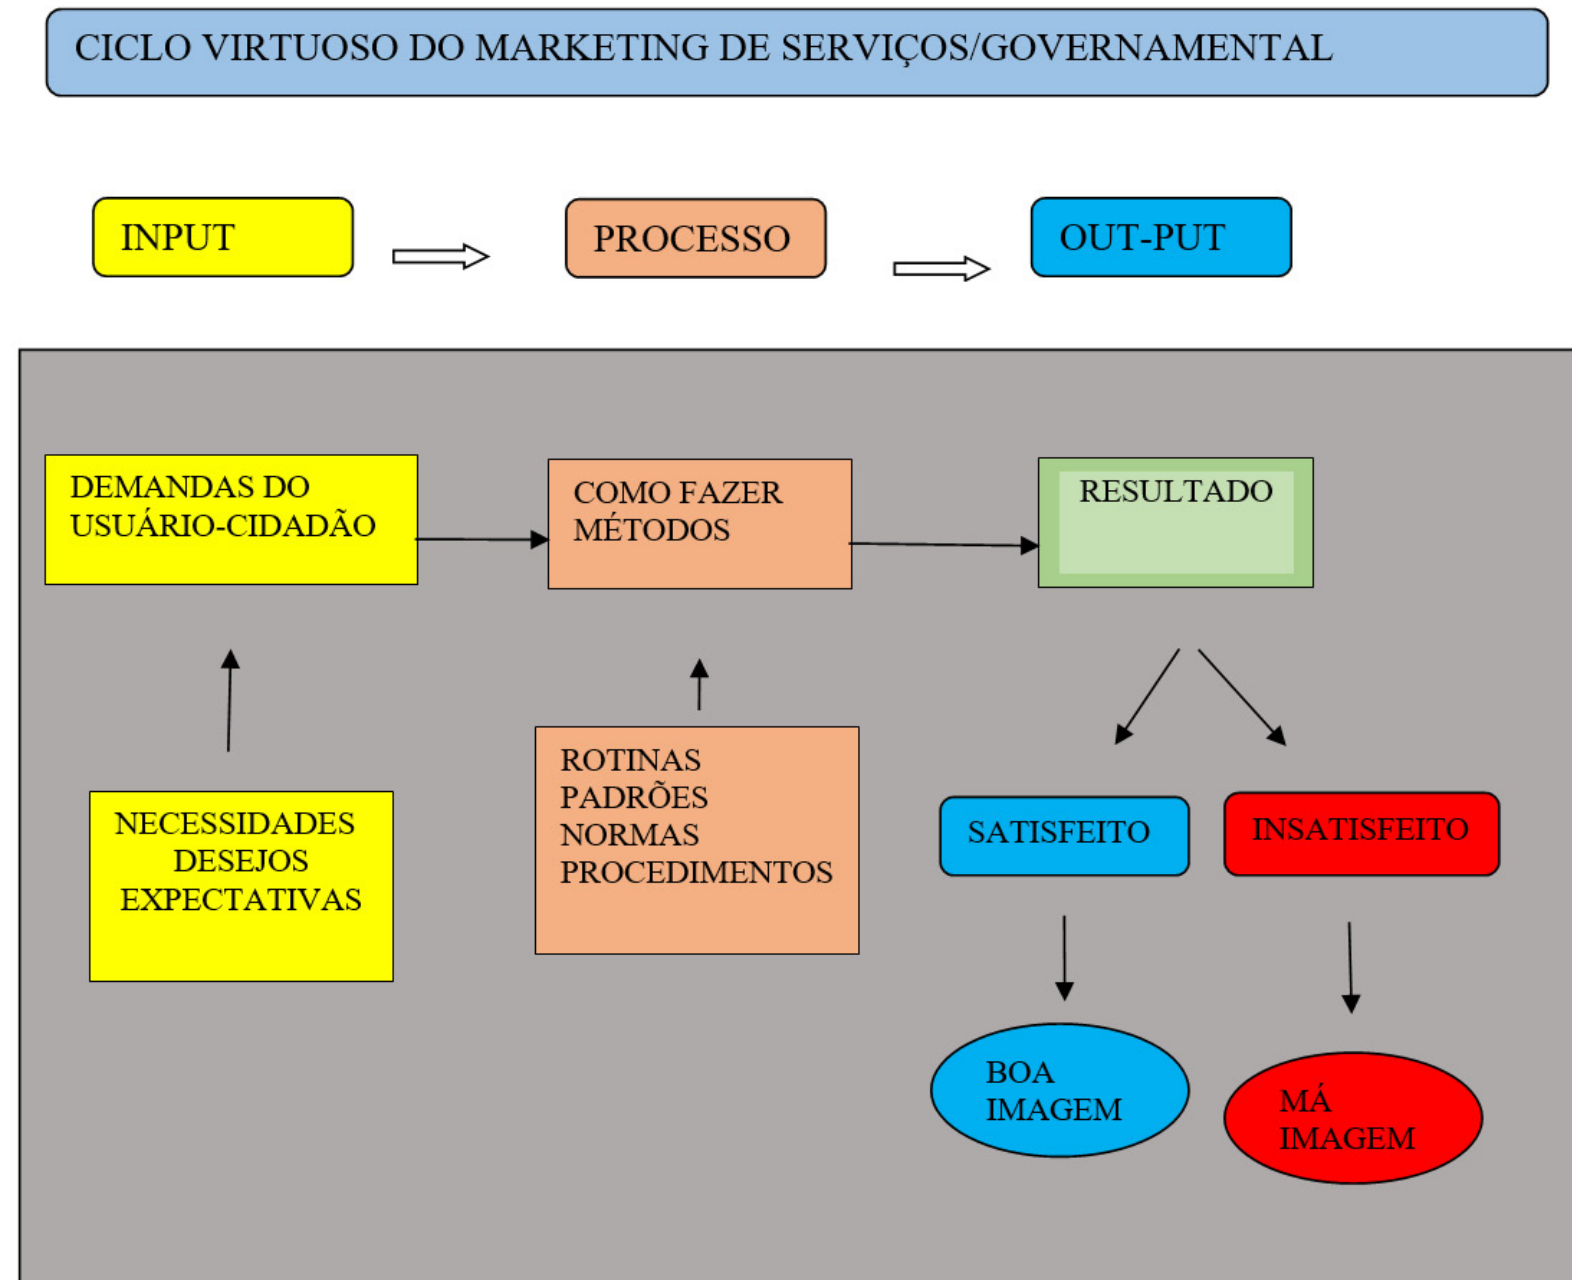 CICLO VIRTUOSO DO MARKETING DE SERVIÇOS/GOVERNAMENTAL
INPUT
PROCESSO
OUT-PUT
DEMANDAS DO
USUÁRIO-CIDADÃO
COMO FAZER
MÉTODOS
RESULTADO
NECESSIDADES
DESEJOS
EXPECTATIVAS
ROTINAS
PADRÕES
NORMAS
PROCEDIMENTOS
SATISFEITO
INSATISFEITO
BOA
IMAGEM
MÁ
IMAGEM